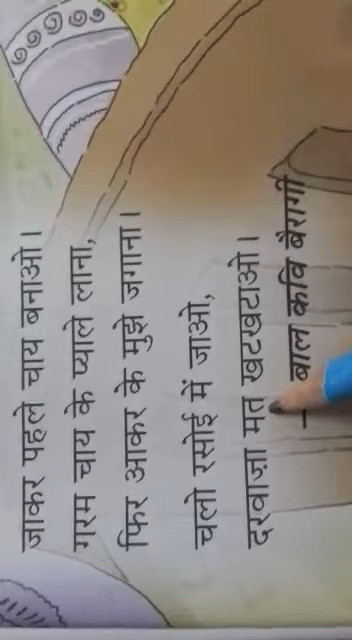 जाकर पहले चाय बनाओ।
गरम चाय के प्याले लाना,
फिर आकर के मुझे जगाना।
चलो रसोई में जाओ,
दरवाज़ा मत खटखटाओ।
— बाल कवि बैरागी